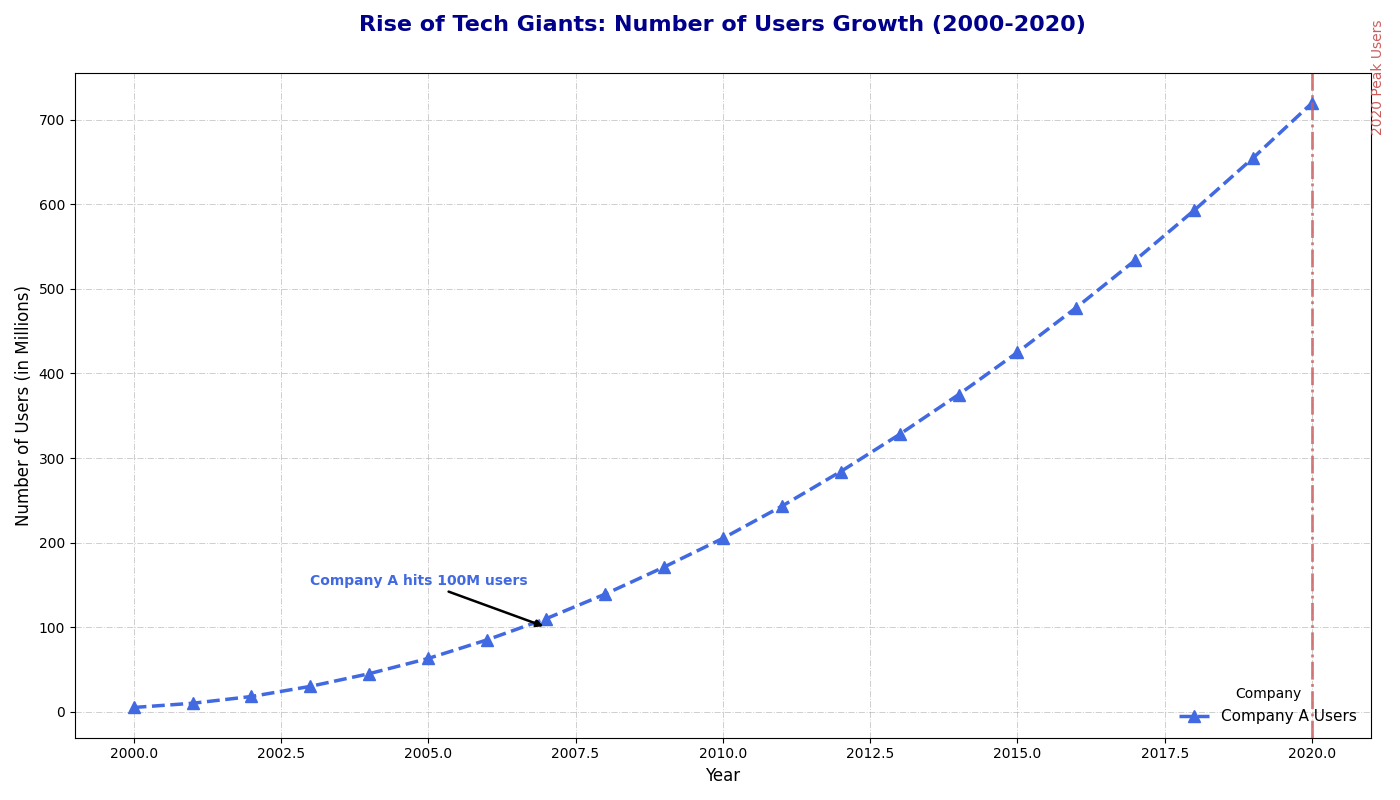 Rise of Tech Giants: Number of Users Growth (2000-2020)
2020 Peak Users
Number of Users (in Millions)
700
600
500
400
300
200
100
0
Company A hits 100M users
Company
Company A Users
2000.0
2002.5
2005.0
2007.5
2010.0
2012.5
2015.0
2017.5
2020.0
Year